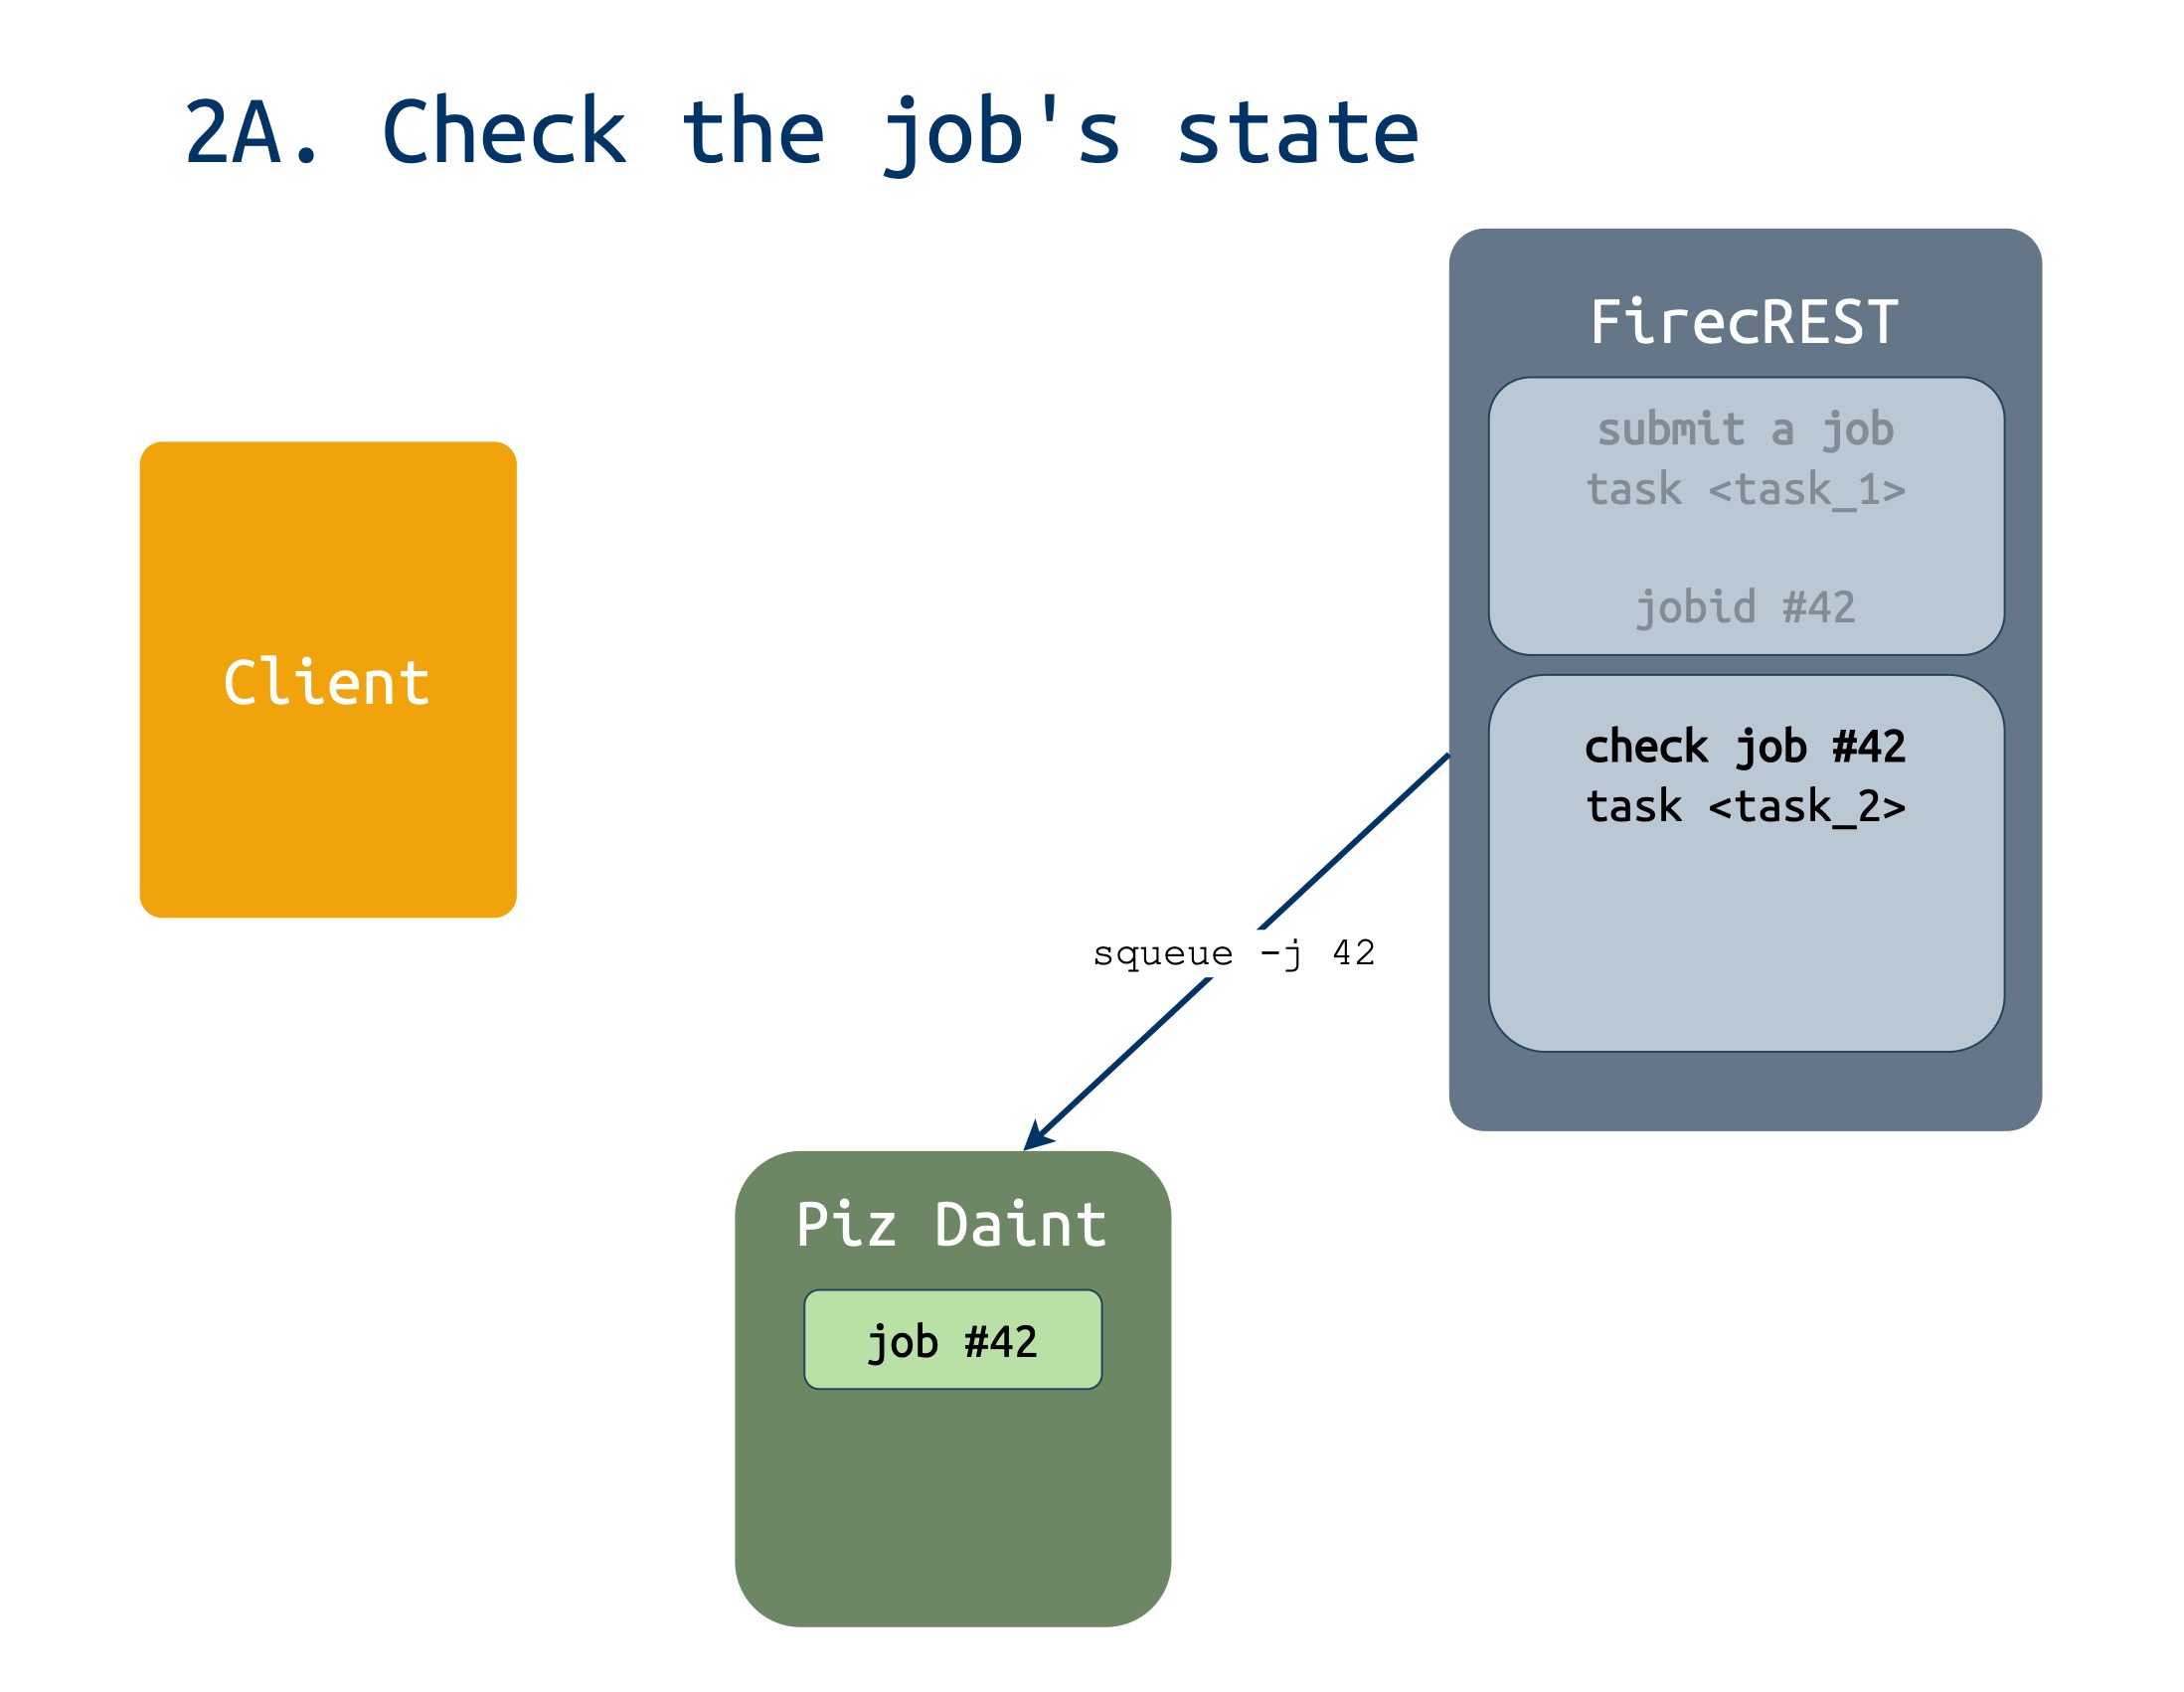 2A. Check the job's state
FirecREST
submit a job
task <task_1>
jobid #42
Client
check job #42
task <task_2>
squeue -j 42
Piz Daint
job #42